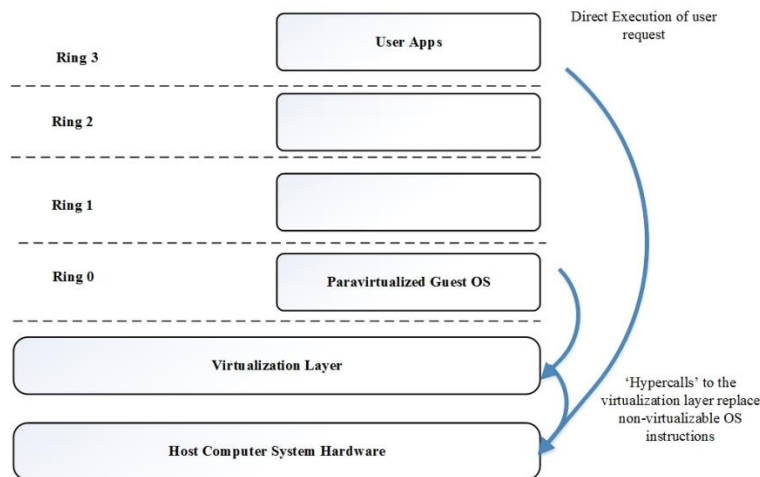 Direct Execution of user
request
User Apps
Ring 3
Ring 2
Ring 1
Ring 0
Paravirtualized Guest OS
Virtualization Layer
‘Hypercalls’ to the
virtualization layer replace
non-virtualizable OS
instructions
Host Computer System Hardware